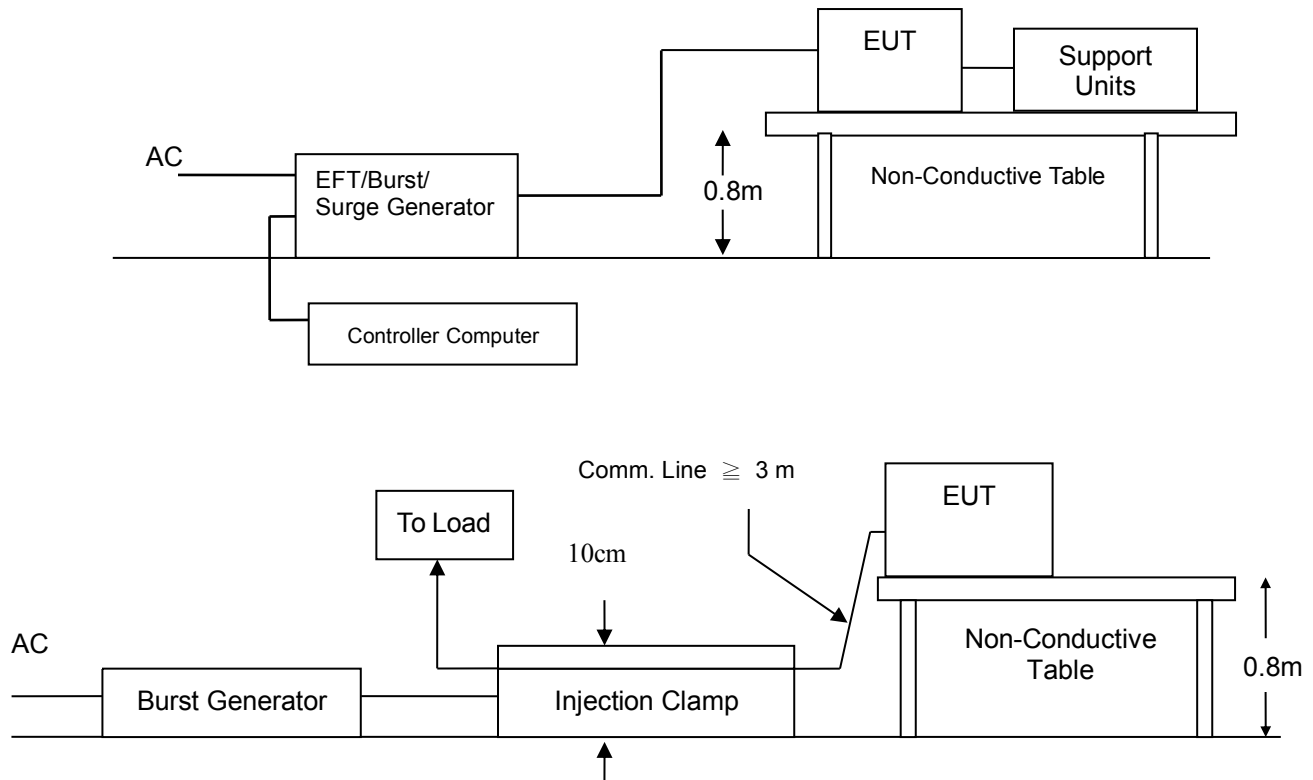 EUT
Support
Units
AC
EFT/Burst/
Surge Generator
0.8m
Non-Conductive Table
Controller Computer
Comm. Line ≧ 3 m
EUT
To Load
10cm
AC
Non-Conductive
Table
0.8m
Burst Generator
Injection Clamp